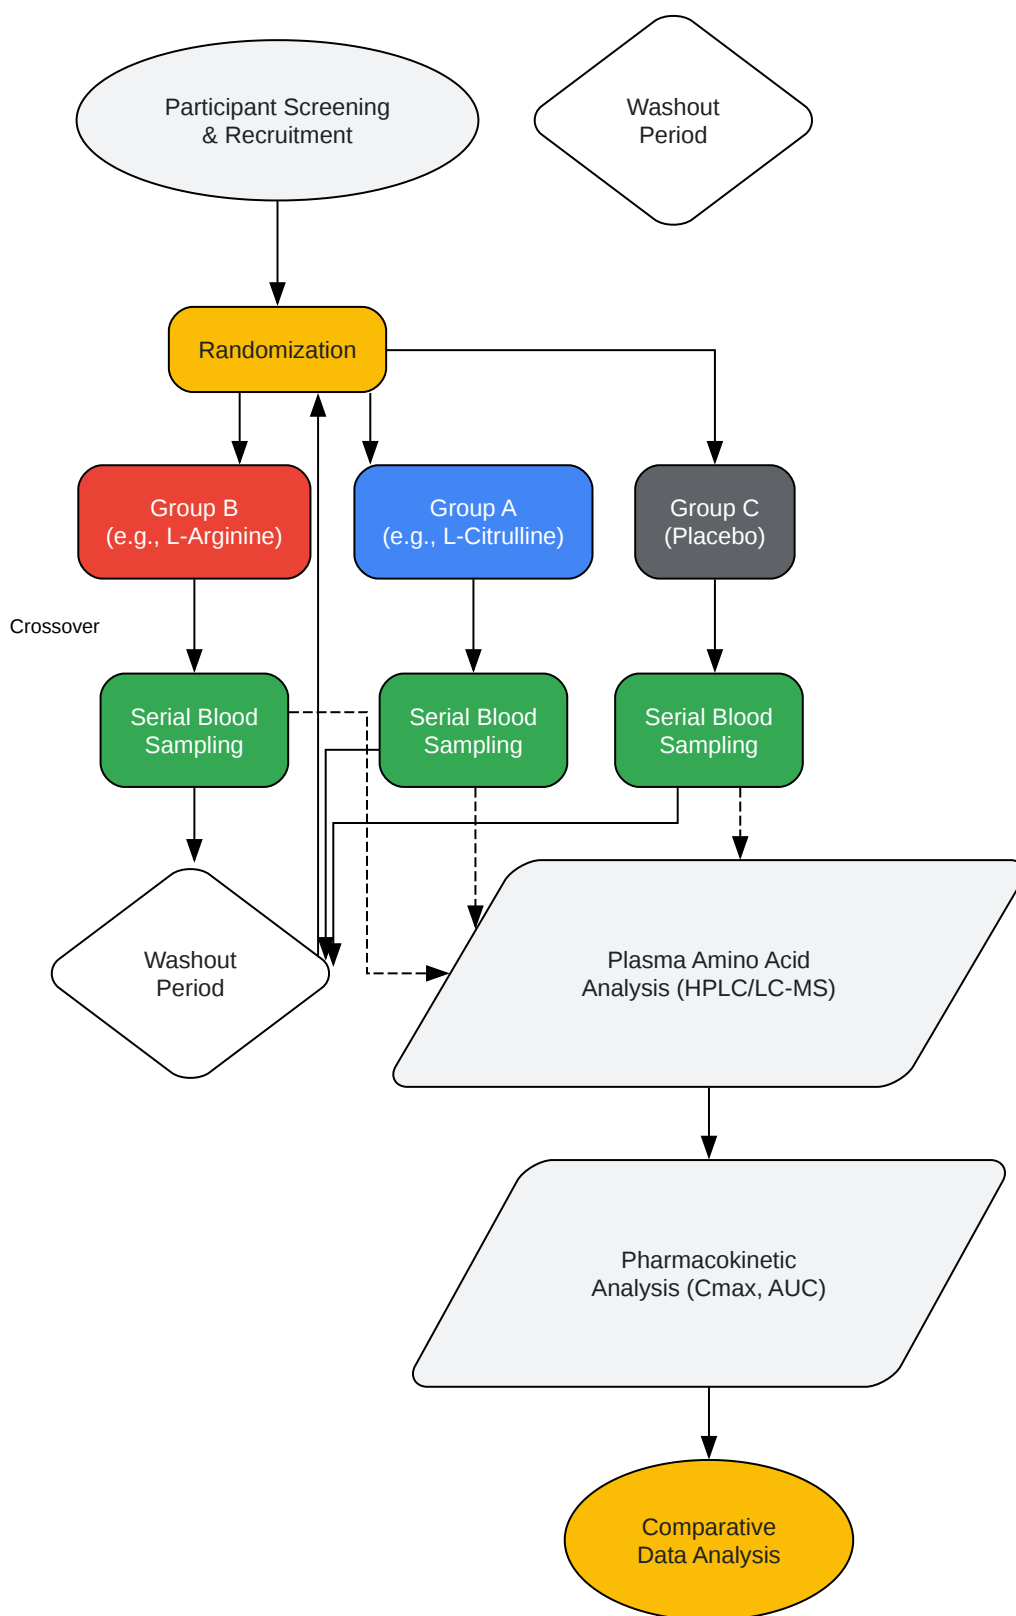 Participant Screening
& Recruitment
Washout
Period
Randomization
Group B
(e.g., L-Arginine)
Group A
(e.g., L-Citrulline)
Group C
(Placebo)
Crossover
Serial Blood
Sampling
Serial Blood
Sampling
Serial Blood
Sampling
Washout
Period
Plasma Amino Acid
Analysis (HPLC/LC-MS)
Pharmacokinetic
Analysis (Cmax, AUC)
Comparative
Data Analysis